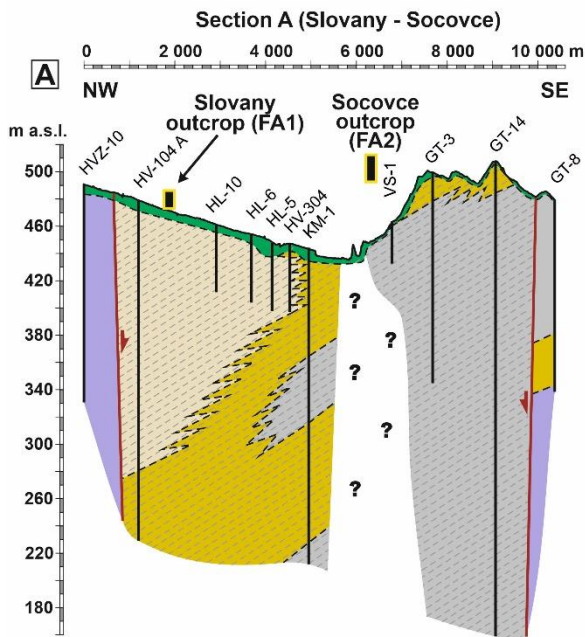 Section A (Slovany - Socovce)
0 2 000 4 000 6 000 8 000 10 000 m
A
NW
SE
Slovany
outcrop (FA1)
Socovce
outcrop
(FA2)
m a.s.l.
HVZ-10
HV-104 A
HL-10
HL-6
HL-5
HV-304
KM-1
VS-1
GT-3
GT-14
GT-8
500
460
420
380
340
300
260
220
180
?
?
?
?
?
?